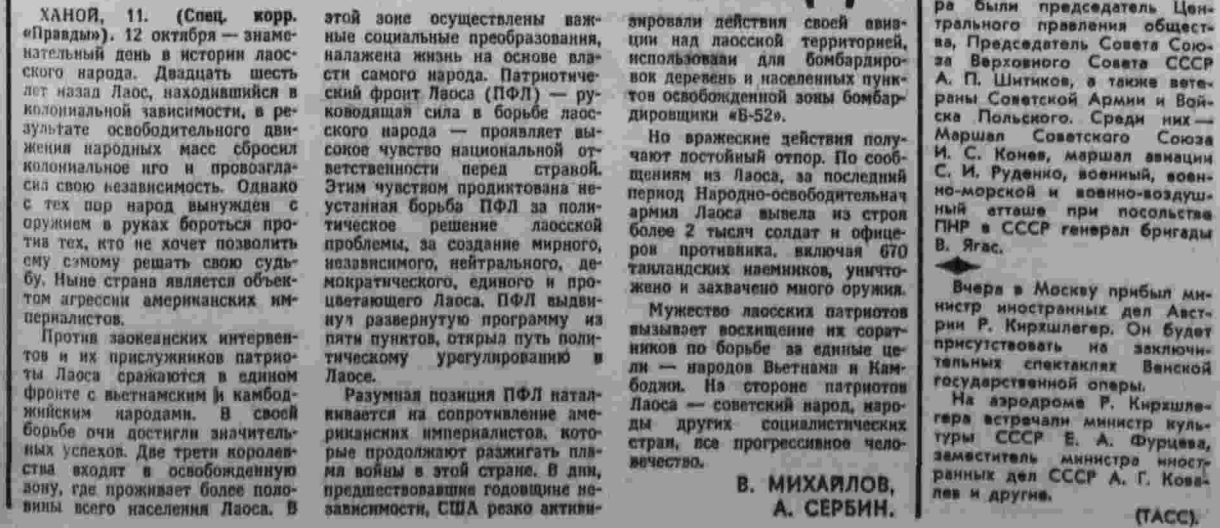 ХАНОЙ, 11. (Спец. корр.
«Правды»). 12 октября — знаме-
нательный день в истории лаос-
ского народа. Двадцать шесть
лет назад Лаос, находившийся в
колониальной зависимости, в ре-
зультате освободительного дви-
жения народных масс сбросил
колониальное иго и провозгла-
сил свою независимость. Однако
с тех пор народ вынужден с
оружием в руках бороться про-
тив тех, кто не хочет позволить
ему самому решать свою судь-
бу. Ныне страна является объек-
том агрессии американских им-
периалистов.
Против заокеанских интервен-
тов и их прислужников патрио-
ты Лаоса сражаются в едином
фронте с вьетнамским и камбод-
жийским народами. В своей
борьбе они достигли значитель-
ных успехов. Две трети королев-
ства входят в освобожденную
зону, где проживает более поло-
вины всего населения Лаоса. В
этой зоне осуществлены важ-
ные социальные преобразования,
налажена жизнь на основе вла-
сти самого народа. Патриотиче-
ский фронт Лаоса (ПФЛ) — ру-
ководящая сила в борьбе лаос-
ского народа — проявляет вы-
сокое чувство национальной от-
ветственности перед страной.
Этим чувством продиктована не-
устанная борьба ПФЛ за поли-
тическое решение лаосской
проблемы, за создание мирного,
независимого, нейтрального, де-
мократического, единого и про-
цветающего Лаоса. ПФЛ выдви-
нул развернутую программу из
пяти пунктов, открыл путь поли-
тическому урегулированию в
Лаосе.
Разумная позиция ПФЛ натал-
кивается на сопротивление аме-
риканских империалистов, кото-
рые продолжают разжигать пла-
мя войны в этой стране. В дни,
предшествовавшие годовщине не-
зависимости, США резко активи-
зировали действия своей авиа-
ции над лаосской территорией,
использовали для бомбардиро-
вок деревень и населенных пунк-
тов освобожденной зоны бомбар-
дировщики «В-52».
Но вражеские действия полу-
чают достойный отпор. По сооб-
щениям из Лаоса, за последний
период Народно-освободительная
армия Лаоса вывела из строя
более 2 тысяч солдат и офице-
ров противника, включая 670
таиландских наемников, уничто-
жено и захвачено много оружия.
Мужество лаосских патриотов
вызывает восхищение их сорат-
ников по борьбе за единые це-
ли — народов Вьетнама и Кам-
боджи. На стороне патриотов
Лаоса — советский народ, наро-
ды других социалистических
стран, все прогрессивное чело-
вечество.
В. МИХАЙЛОВ,
А. СЕРБИН.
ра были председатель Цен-
трального правления общест-
ва, Председатель Совета Сою-
за Верховного Совета СССР
А. П. Шитиков, а также вете-
раны Советской Армии и Вой-
ска Польского. Среди них —
Маршал Советского Союза
И. С. Конев, маршал авиации
С. И. Руденко, военный, воен-
но-морской и военно-воздуш-
ный атташе при посольстве
ПНР в СССР генерал бригады
В. Ягас.
Вчера в Москву прибыл ми-
нистр иностранных дел Авст-
рии Р. Кирхшлегер. Он будет
присутствовать на заключи-
тельных спектаклях Венской
государственной оперы.
На аэродроме Р. Кирхшле-
гера встречали министр куль-
туры СССР Е. А. Фурцева,
заместитель министра иност-
ранных дел СССР А. Г. Кова-
лев и другие.
(ТАСС).